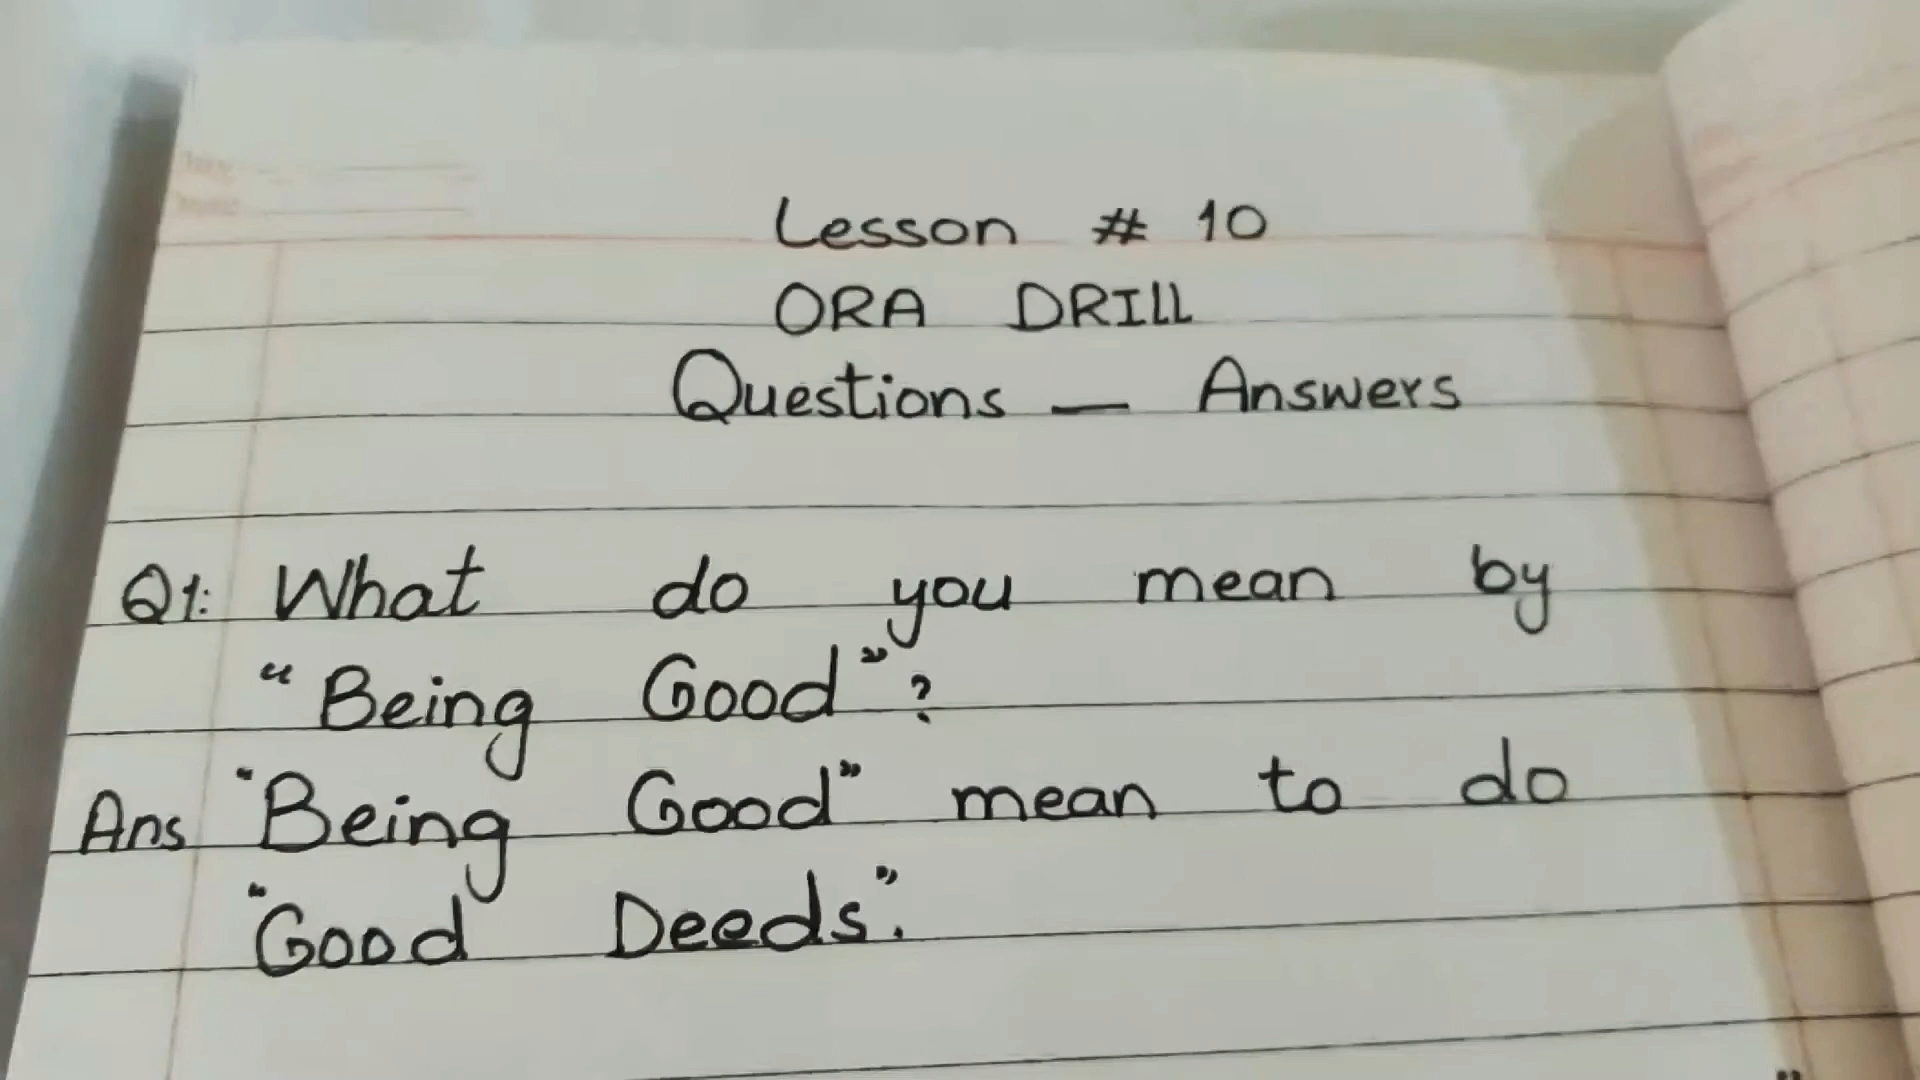 Lesson # 10
ORA DRILL
Questions — Answers
Q1: What do you mean by
“Being Good”?
Ans “Being Good” mean to do
“Good Deeds”.